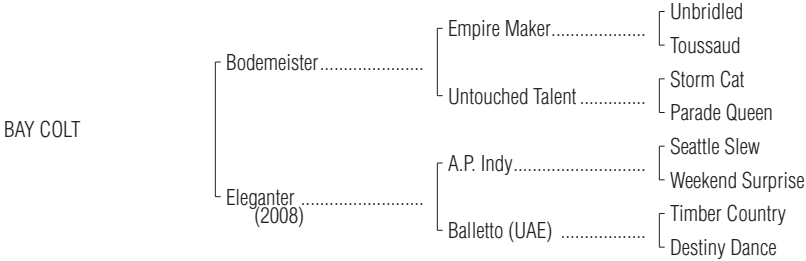 Unbridled
Empire Maker....................
Toussaud
Bodemeister......................
Storm Cat
Untouched Talent ..............
Parade Queen
BAY COLT
Seattle Slew
A.P. Indy............................
Weekend Surprise
Eleganter ..........................
(2008)
Timber Country
Balletto (UAE) ..................
Destiny Dance